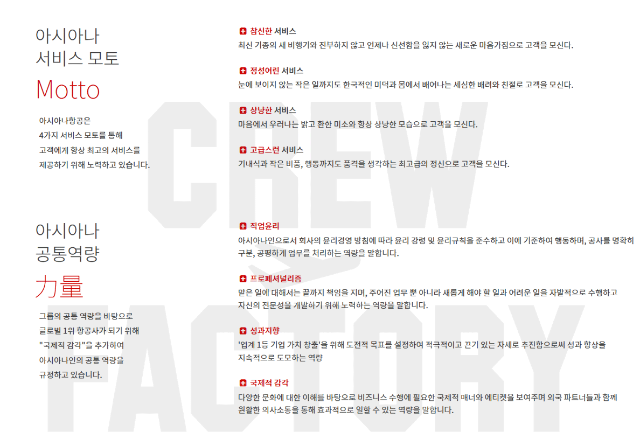 아시아나
서비스 모토
Motto
아시아나항공은
4가지 서비스 모토를 통해
고객에게 항상 최고의 서비스를
제공하기 위해 노력하고 있습니다.
참신한 서비스
최신 기종의 새 비행기와 진부하지 않고 언제나 신선함을 잃지 않는 새로운 마음가짐으로 고객을 모신다.
정성어린 서비스
눈에 보이지 않는 작은 일까지도 한국적인 미덕과 몸에서 배어나는 세심한 배려와 친절로 고객을 모신다.
상냥한 서비스
마음에서 우러나는 밝고 환한 미소와 항상 상냥한 모습으로 고객을 모신다.
고급스런 서비스
기내식과 작은 비품, 행동까지도 품격을 생각하는 최고급의 정신으로 고객을 모신다.
CREW
FACTORY
아시아나
공통역량
力量
그룹의 공통 역량을 바탕으로
글로벌 1위 항공사가 되기 위해
"국제적 감각"을 추가하여
아시아나인의 공통 역량을
규정하고 있습니다.
직업윤리
아시아나인으로서 회사의 윤리경영 방침에 따라 윤리 강령 및 윤리규칙을 준수하고 이에 기준하여 행동하며, 공사를 명확히
구분, 공평하게 업무를 처리하는 역량을 말합니다.
프로페셔널리즘
맡은 일에 대해서는 끝까지 책임을 지며, 주어진 업무 뿐 아니라 새롭게 해야 할 일과 어려운 일을 자발적으로 수행하고
자신의 전문성을 개발하기 위해 노력하는 역량을 말합니다.
성과지향
'업계 1등 기업 가치 창출'을 위해 도전적 목표를 설정하여 적극적이고 끈기 있는 자세로 추진함으로써 성과 향상을
지속적으로 도모하는 역량
국제적 감각
다양한 문화에 대한 이해를 바탕으로 비즈니스 수행에 필요한 국제적 매너와 에티켓을 보여주며 외국 파트너들과 함께
원활한 의사소통을 통해 효과적으로 일할 수 있는 역량을 말합니다.